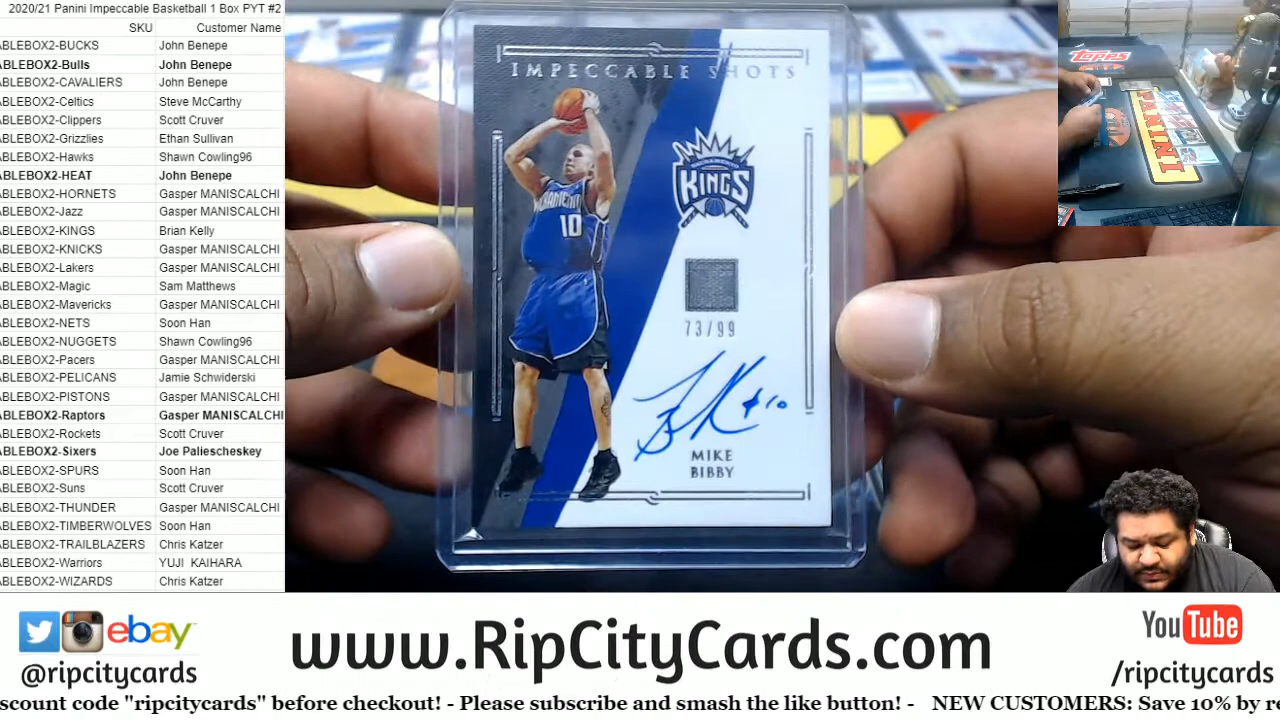 2020/21 Panini Impeccable Basketball 1 Box PYT #2
SKU Customer Name
ABLEBOX2-BUCKS John Benepe
ABLEBOX2-Bulls John Benepe
ABLEBOX2-CAVALIERS John Benepe
ABLEBOX2-Celtics Steve McCarthy
ABLEBOX2-Clippers Scott Cruver
ABLEBOX2-Grizzlies Ethan Sullivan
ABLEBOX2-Hawks Shawn Cowling96
ABLEBOX2-HEAT John Benepe
ABLEBOX2-HORNETS Gasper MANISCALCHI
ABLEBOX2-Jazz Gasper MANISCALCHI
ABLEBOX2-KINGS Brian Kelly
ABLEBOX2-KNICKS Gasper MANISCALCHI
ABLEBOX2-Lakers Gasper MANISCALCHI
ABLEBOX2-Magic Sam Matthews
ABLEBOX2-Mavericks Gasper MANISCALCHI
ABLEBOX2-NETS Soon Han
ABLEBOX2-NUGGETS Shawn Cowling96
ABLEBOX2-Pacers Gasper MANISCALCHI
ABLEBOX2-PELICANS Jamie Schwiderski
ABLEBOX2-PISTONS Gasper MANISCALCHI
ABLEBOX2-Raptors Gasper MANISCALCHI
ABLEBOX2-Rockets Scott Cruver
ABLEBOX2-Sixers Joe Paliescheskey
ABLEBOX2-SPURS Soon Han
ABLEBOX2-Suns Scott Cruver
ABLEBOX2-THUNDER Gasper MANISCALCHI
ABLEBOX2-TIMBERWOLVES Soon Han
ABLEBOX2-TRAILBLAZERS Chris Katzer
ABLEBOX2-Warriors YUJI KAIHARA
ABLEBOX2-WIZARDS Chris Katzer
IMPECCABLE SHOTS
SACRAMENTO
KINGS
SACRAMENTO
10
73/99
#10
MIKE
BIBBY
TOPPS
PANINI
ebay
@ripcitycards
www.RipCityCards.com
YouTube
/ripcitycards
scount code "ripcitycards" before checkout! - Please subscribe and smash the like button! - NEW CUSTOMERS: Save 10% by re